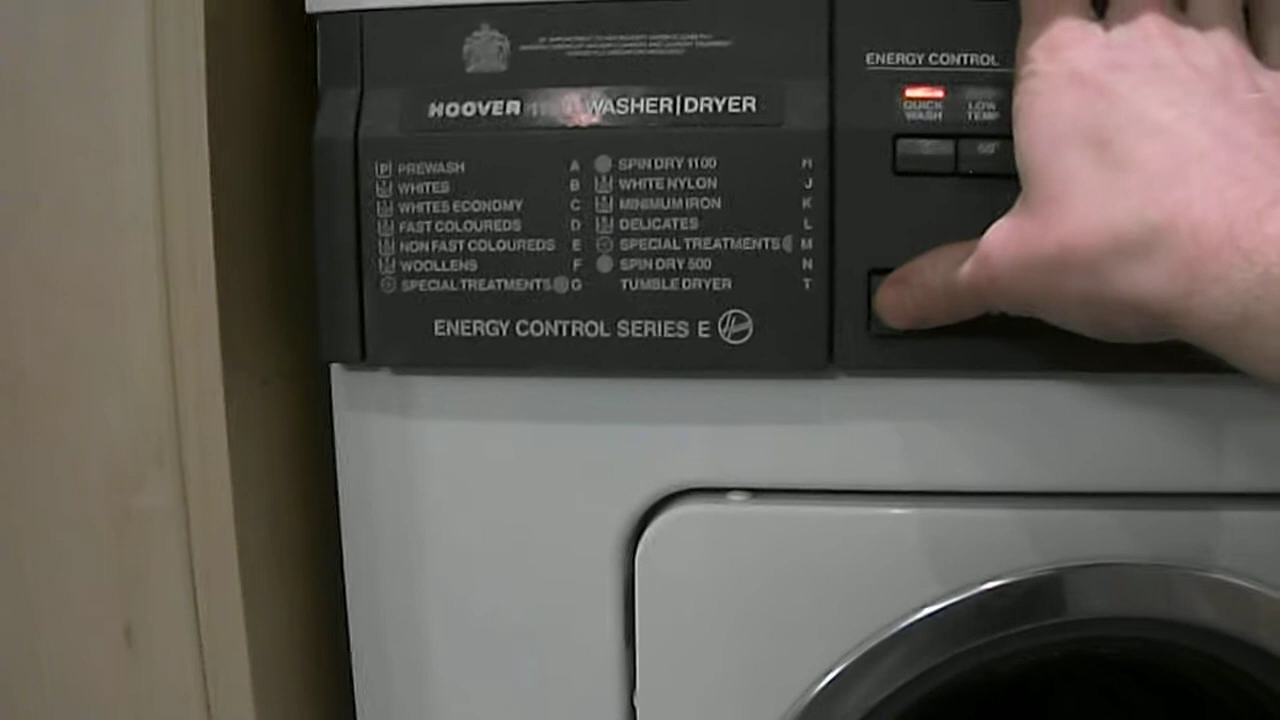 HOOVER WASHER|DRYER
P PREWASH A
WHITES B
WHITES ECONOMY C
FAST COLOUREDS D
NON FAST COLOUREDS E
WOOLLENS F
SPECIAL TREATMENTS G
SPIN DRY 1100 H
WHITE NYLON J
MINIMUM IRON K
DELICATES L
SPECIAL TREATMENTS M
SPIN DRY 500 N
TUMBLE DRYER T
ENERGY CONTROL SERIES E
ENERGY CONTROL
QUICK WASH
LOW TEMP